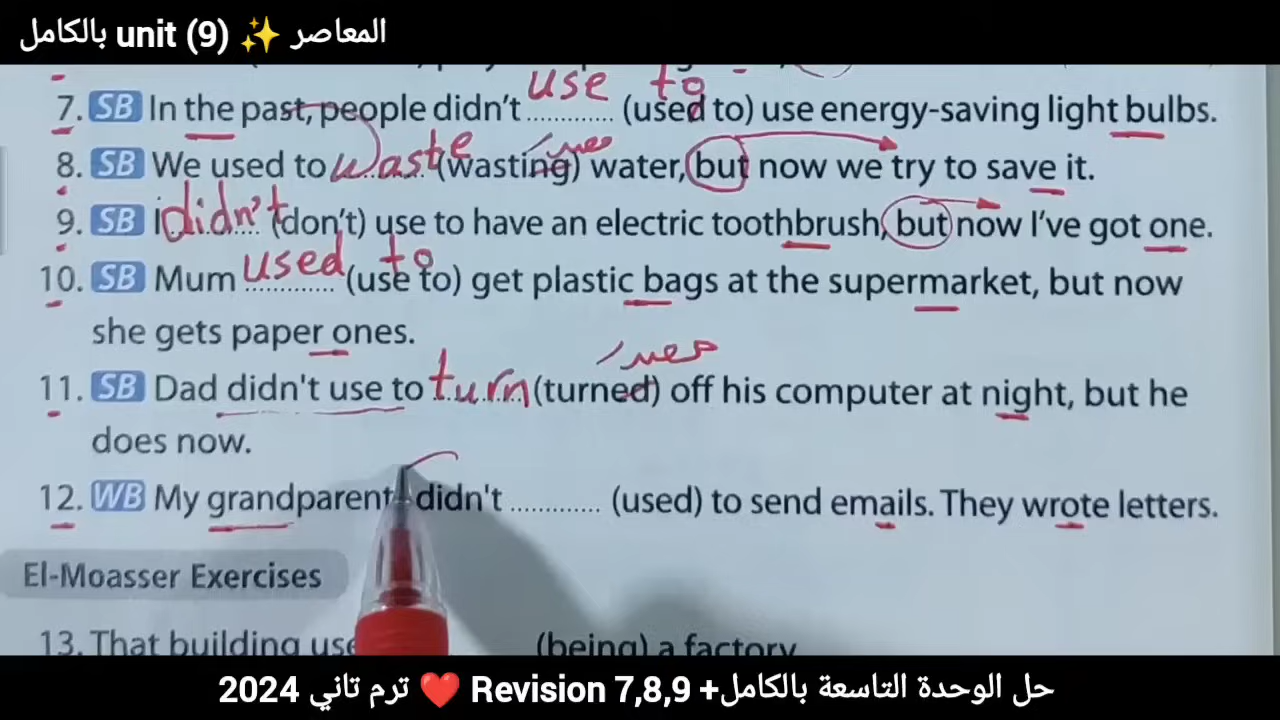 المعاصر ✨ unit (9) بالكامل
7. SB In the past, people didn't use to ............ (used to) use energy-saving light bulbs.
8. SB We used to waste (wasting) water, but now we try to save it.
مصدر
9. SB I didn't (don't) use to have an electric toothbrush, but now I've got one.
10. SB Mum used to ............ (use to) get plastic bags at the supermarket, but now
she gets paper ones.
مصدر
11. SB Dad didn't use to turn (turned) off his computer at night, but he
does now.
12. WB My grandparent didn't ............ (used) to send emails. They wrote letters.
El-Moasser Exercises
13. That building use (being) a factory
حل الوحدة التاسعة بالكامل+ Revision 7,8,9 ❤️ ترم تاني 2024